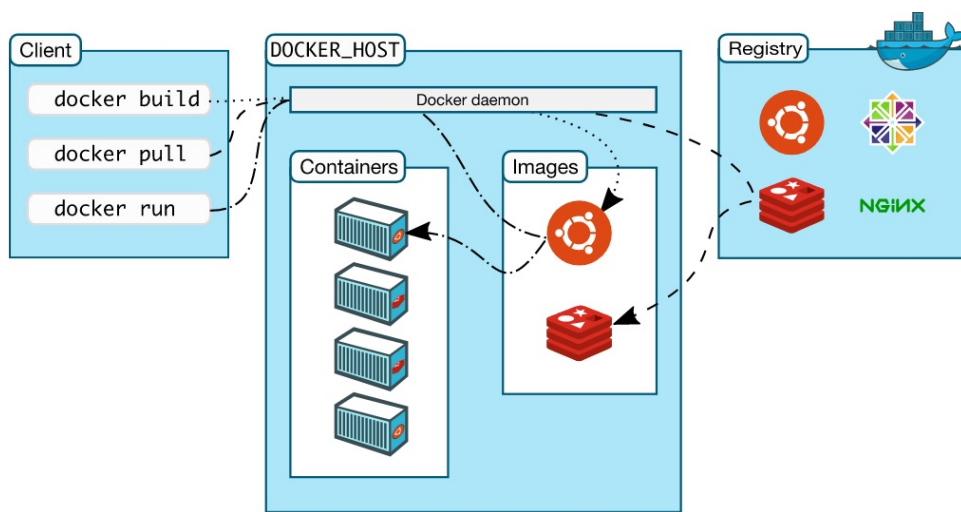 Client
DOCKER_HOST
Registry
docker build
Docker daemon
docker pull
docker run
Containers
Images
NGiNX